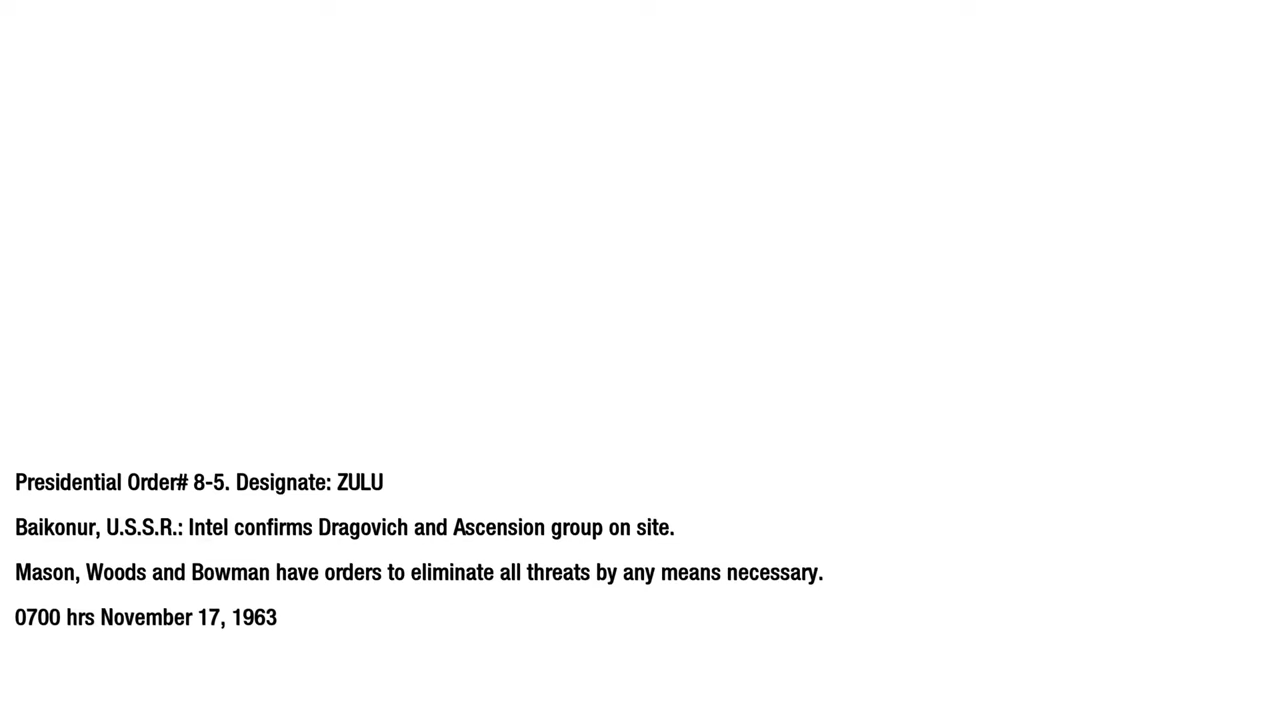 Presidential Order# 8-5. Designate: ZULU
Baikonur, U.S.S.R.: Intel confirms Dragovich and Ascension group on site.
Mason, Woods and Bowman have orders to eliminate all threats by any means necessary.
0700 hrs November 17, 1963